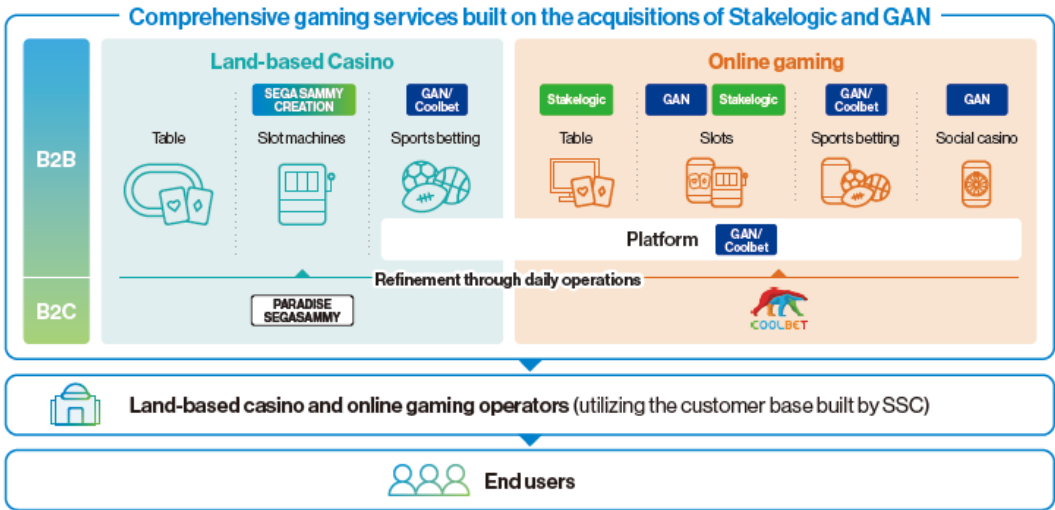 Comprehensive gaming services built on the acquisitions of Stakelogic and GAN
B2B
Land-based Casino
Table
SEGA SAMMY
CREATION
Slot machines
GAN/
Coolbet
Sports betting
Online gaming
Stakelogic
Table
GAN
Stakelogic
Slots
GAN/
Coolbet
Sports betting
GAN
Social casino
Platform
GAN/
Coolbet
Refinement through daily operations
B2C
PARADISE
SEGASAMMY
COOLBET
Land-based casino and online gaming operators (utilizing the customer base built by SSC)
End users